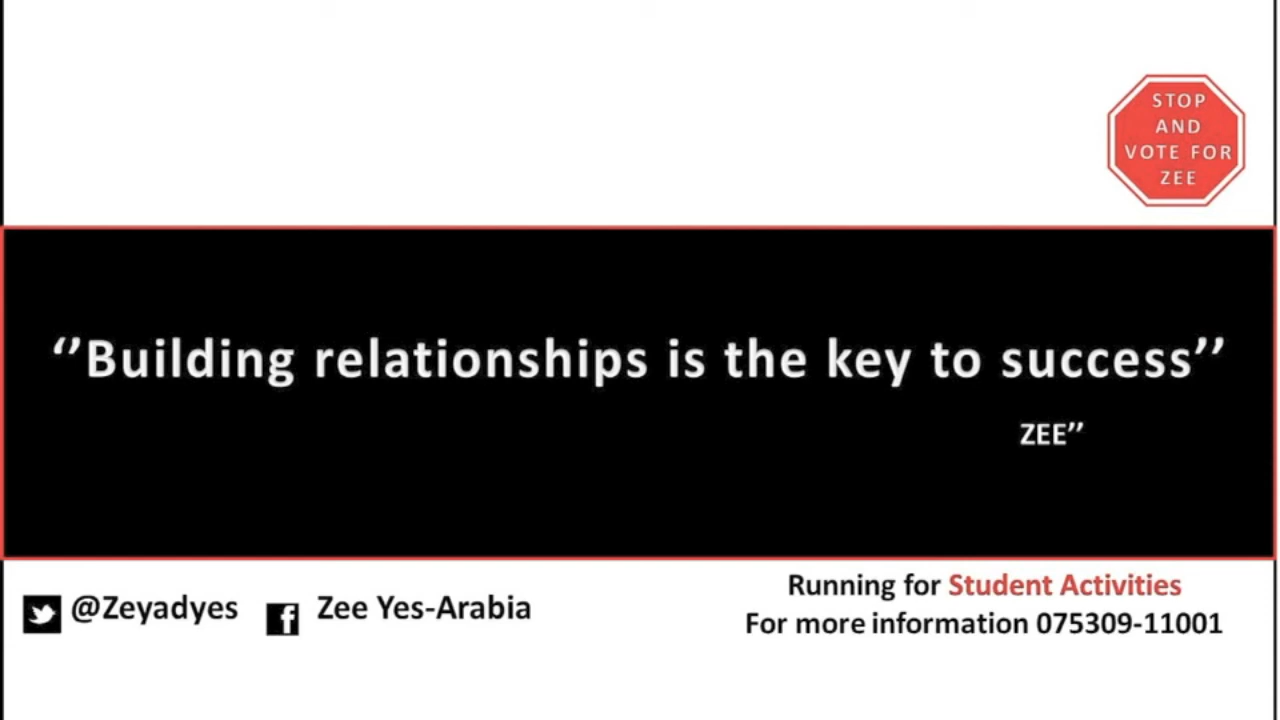 STOP
AND
VOTE FOR
ZEE
‘’Building relationships is the key to success’’
ZEE’’
@Zeyadyes
Zee Yes-Arabia
Running for Student Activities
For more information 075309-11001